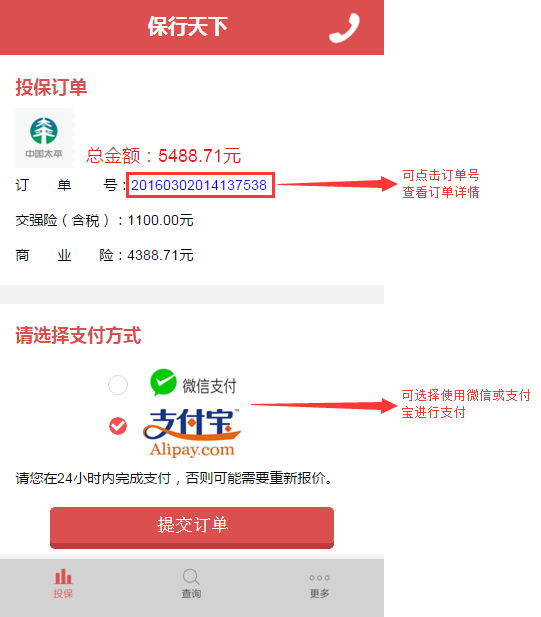 保行天下
投保订单
中国太平
总金额：5488.71元
订 单 号：20160302014137538
可点击订单号
查看订单详情
交强险（含税）：1100.00元
商 业 险：4388.71元
请选择支付方式
微信支付
支付宝
Alipay.com
可选择使用微信或支付
宝进行支付
请您在24小时内完成支付，否则可能需要重新报价。
提交订单
投保 查询 更多